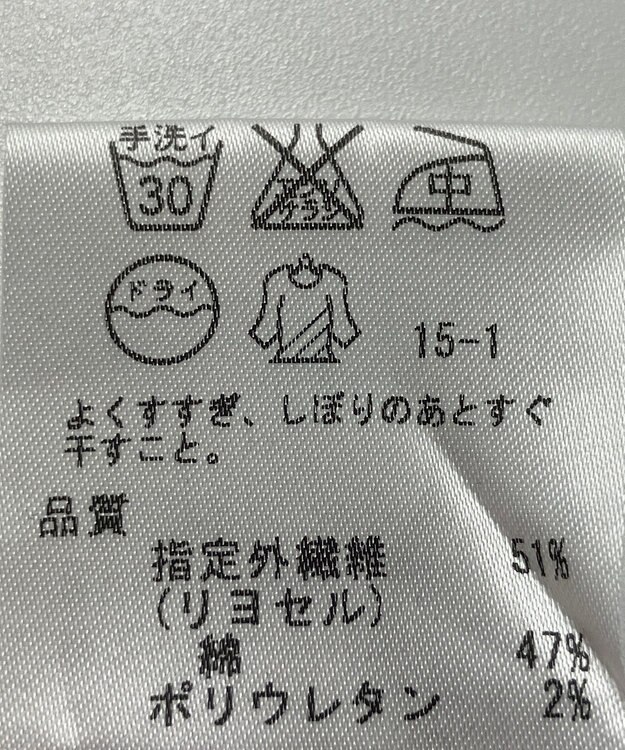 手洗イ
30
エンソ
サラシ
中
ドライ
15-1
よくすすぎ、しぼりのあとすぐ
干すこと。
品質
指定外繊維 51%
(リヨセル)
綿 47%
ポリウレタン 2%